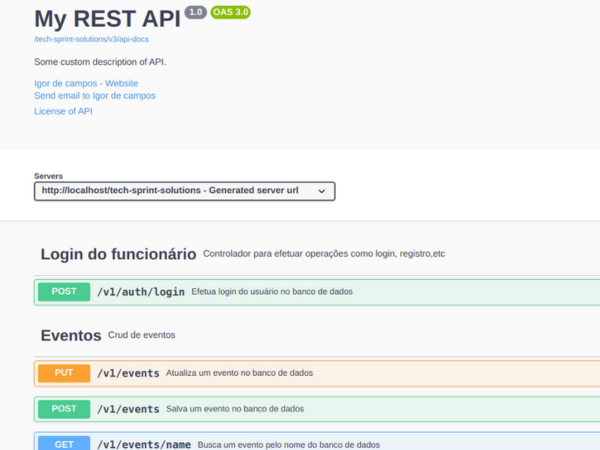 My REST API 1.0 OAS 3.0
/tech-sprint-solutions/v3/api-docs
Some custom description of API.
Igor de campos - Website
Send email to Igor de campos
License of API
Servers
http://localhost/tech-sprint-solutions - Generated server url
Login do funcionário Controlador para efetuar operações como login, registro,etc
POST /v1/auth/login Efetua login do usuário no banco de dados
Eventos Crud de eventos
PUT /v1/events Atualiza um evento no banco de dados
POST /v1/events Salva um evento no banco de dados
GET /v1/events/name Busca um evento pelo nome do banco de dados